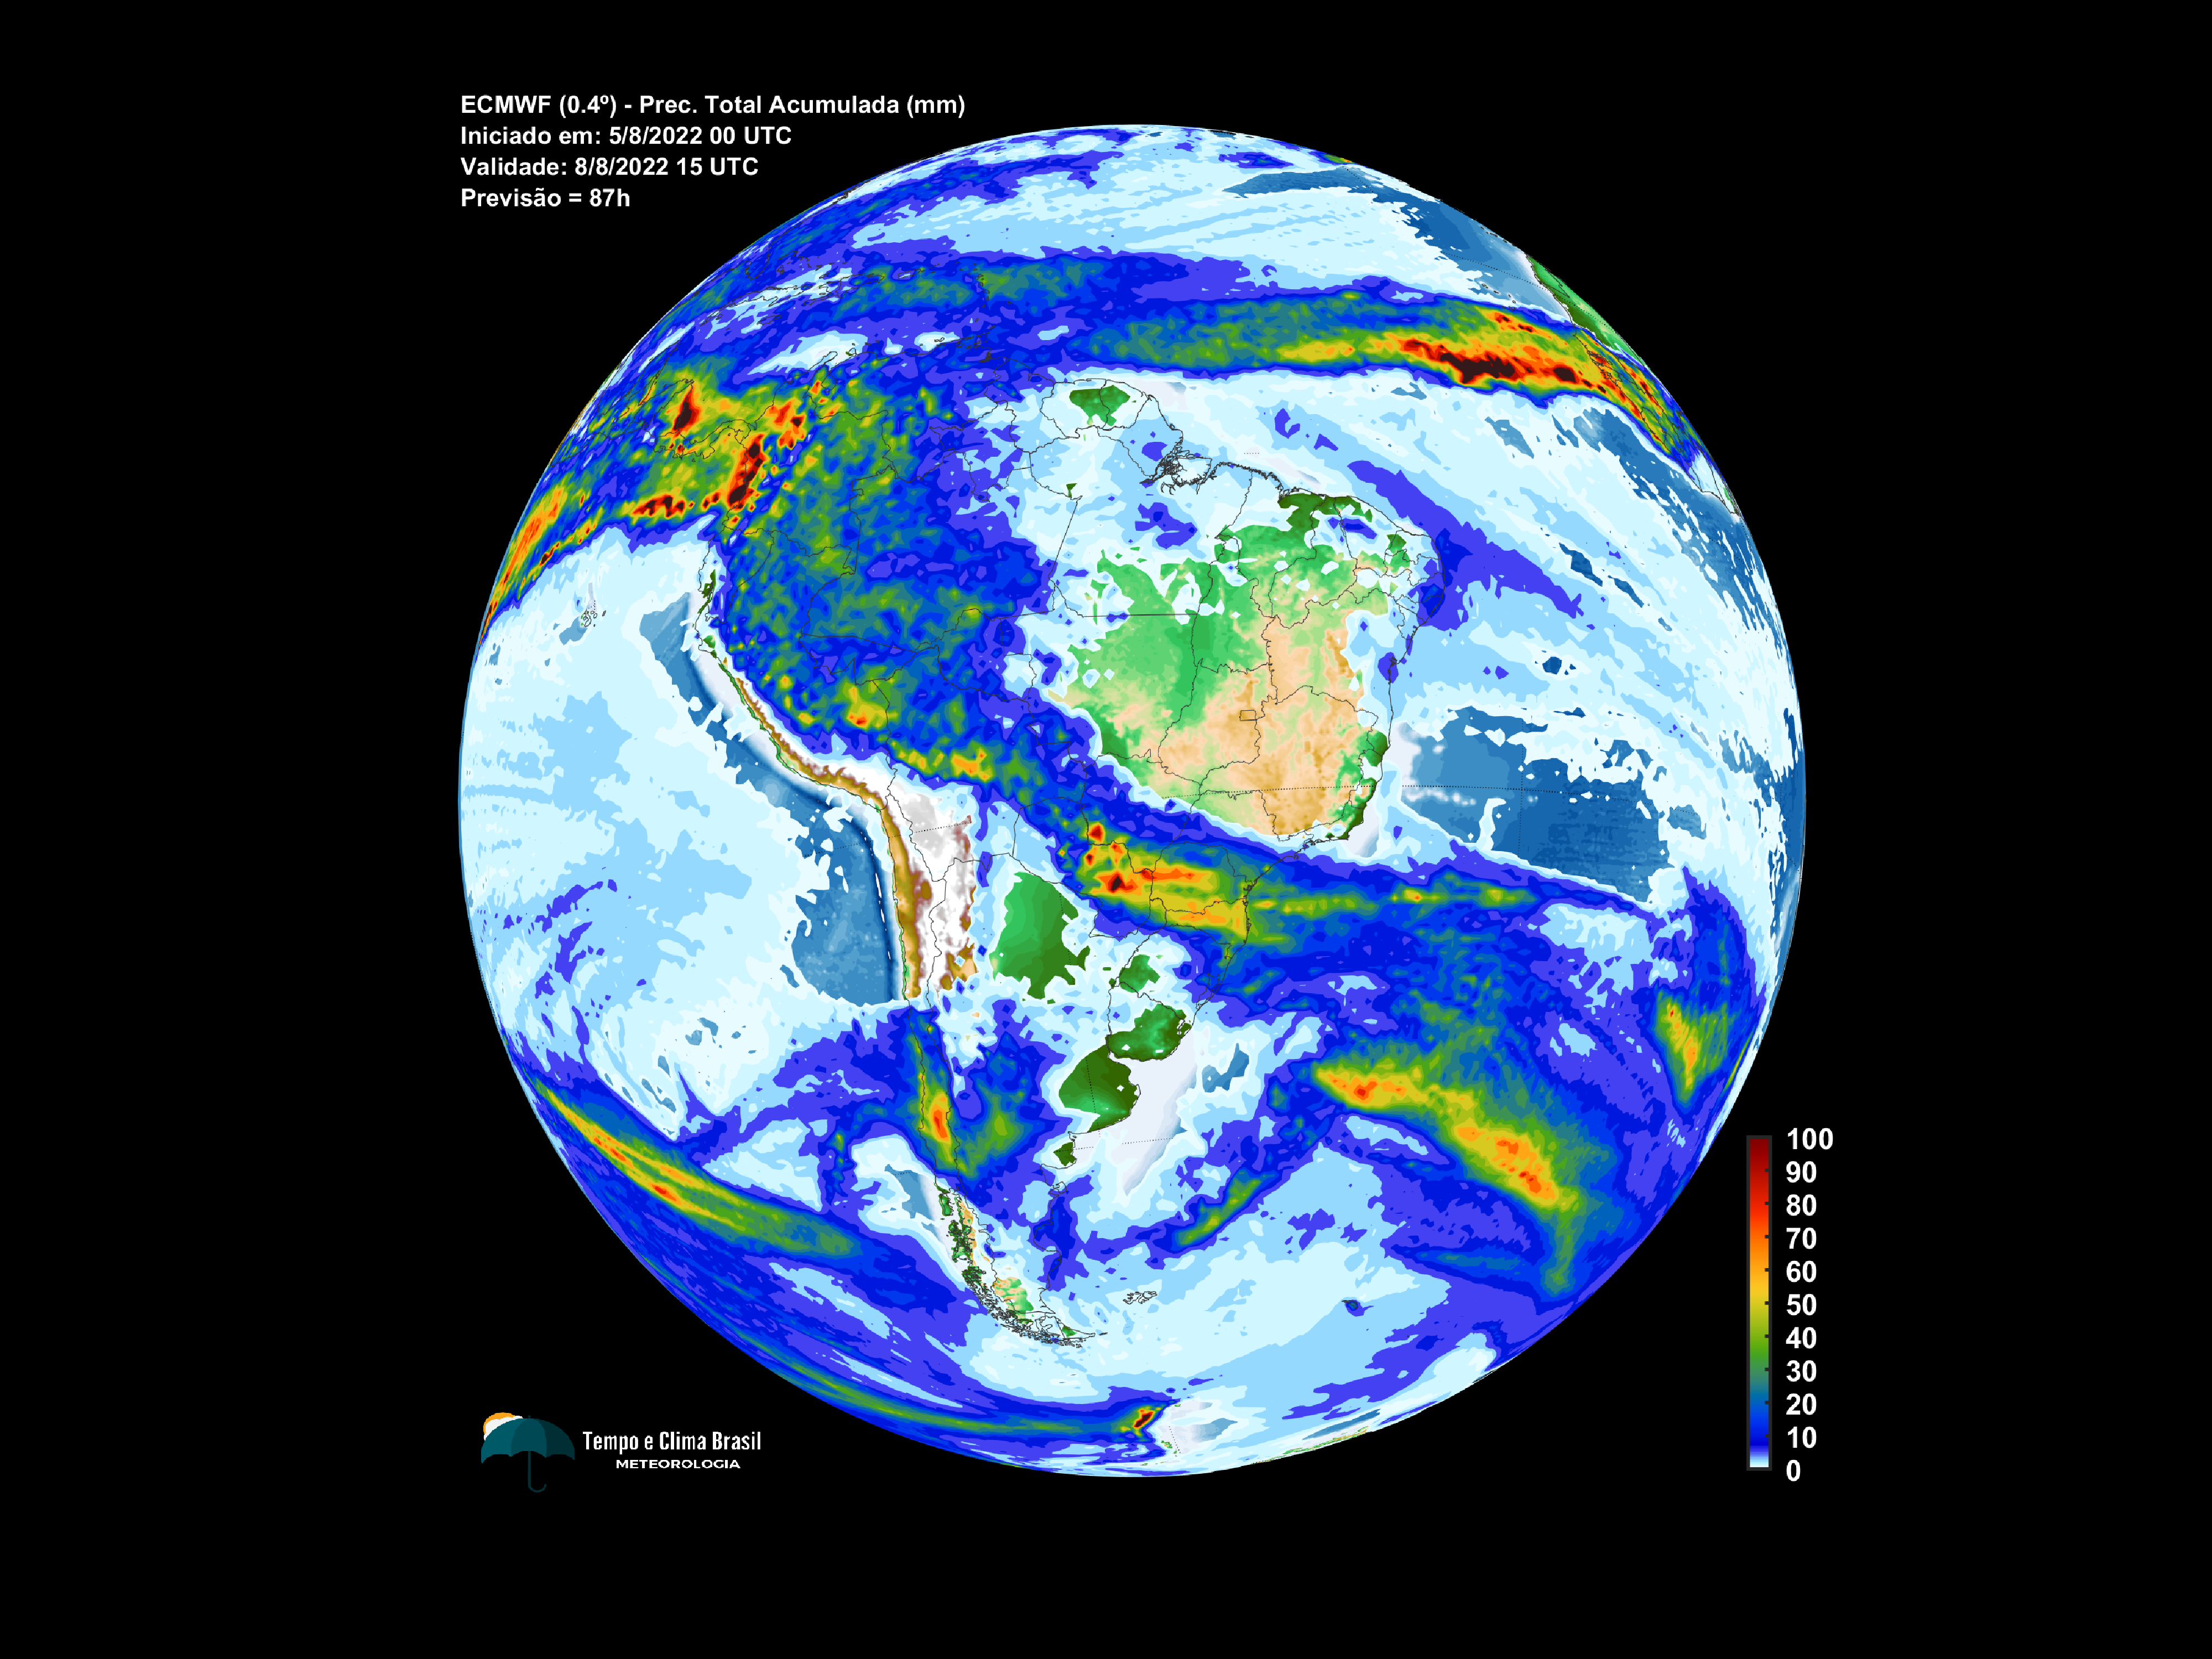 ECMWF (0.4º) - Prec. Total Acumulada (mm)
Iniciado em: 5/8/2022 00 UTC
Validade: 8/8/2022 15 UTC
Previsão = 87h
100
90
80
70
60
50
40
30
20
10
0
Tempo e Clima Brasil
METEOROLOGIA